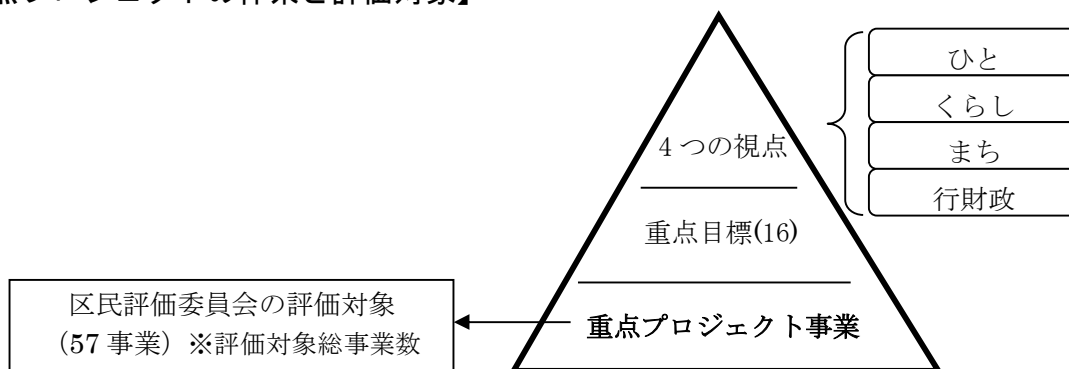 ひと
くらし
まち
行財政
4つの視点
重点目標(16)
重点プロジェクト事業
区民評価委員会の評価対象
（57 事業）※評価対象総事業数